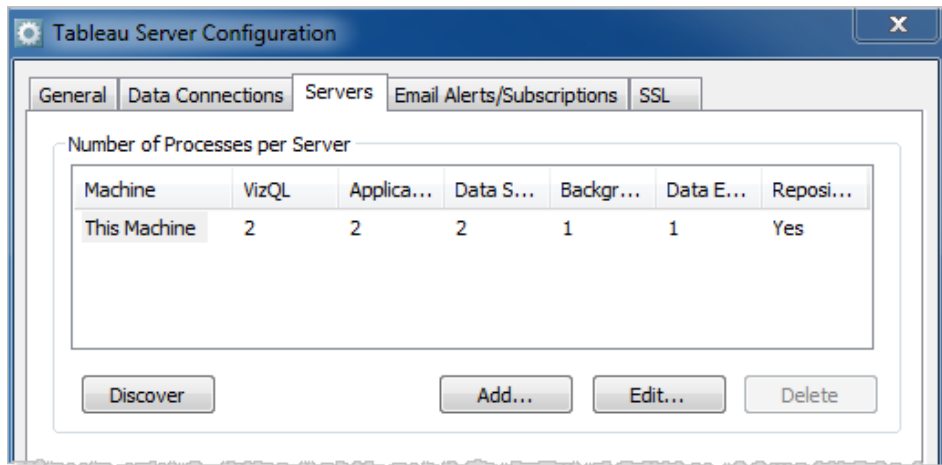 Tableau Server Configuration
General Data Connections Servers Email Alerts/Subscriptions SSL
Number of Processes per Server
Machine VizQL Applica... Data S... Backgr... Data E... Reposi...
This Machine 2 2 2 1 1 Yes
Discover Add... Edit... Delete